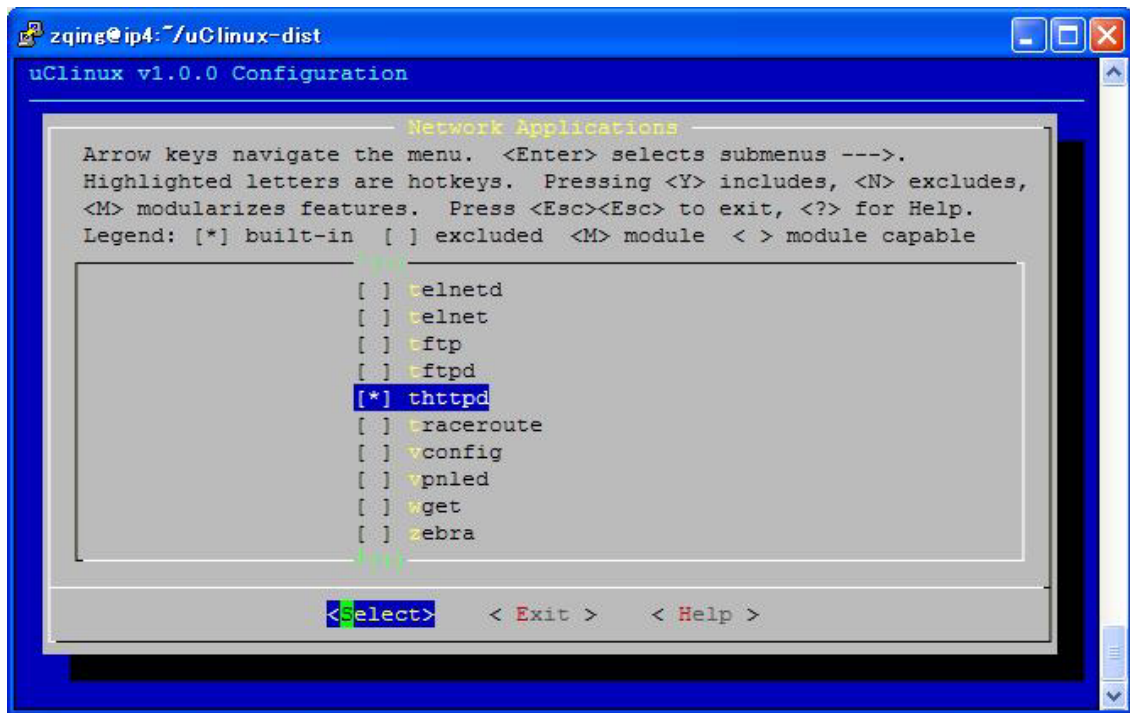 zqing@ip4:~/uClinux-dist
uClinux v1.0.0 Configuration
Network Applications
Arrow keys navigate the menu.  <Enter> selects submenus --->.
Highlighted letters are hotkeys.  Pressing <Y> includes, <N> excludes,
<M> modularizes features.  Press <Esc><Esc> to exit, <?> for Help.
Legend: [*] built-in  [ ] excluded  <M> module  < > module capable
[ ] telnetd
[ ] telnet
[ ] tftp
[ ] tftpd
[*] thttpd
[ ] traceroute
[ ] vconfig
[ ] vpnled
[ ] wget
[ ] zebra
<Select>    < Exit >    < Help >